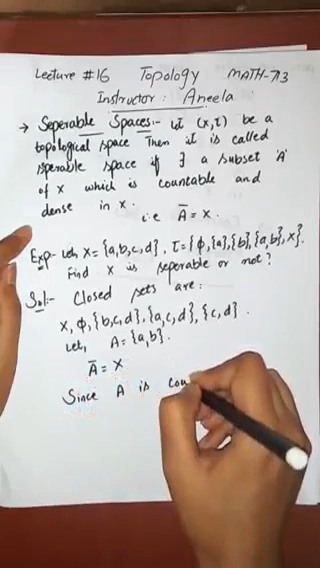 Lecture #16 Topology MATH-713
Instructor : Aneela
→ Seperable Spaces:- let (X,τ) be a
topological space Then it is called
seperable space if ∃ a subset 'A'
of X which is countable and
dense in X.
i.e Ā = X.
Exp:- let X = {a,b,c,d}, τ = {φ,{a},{b},{a,b},X}.
Find X is seperable or not?
Sol:- Closed sets are:
X, φ, {b,c,d}, {a,c,d}, {c,d}.
Let, A = {a,b}.
Ā = X
Since A is cou